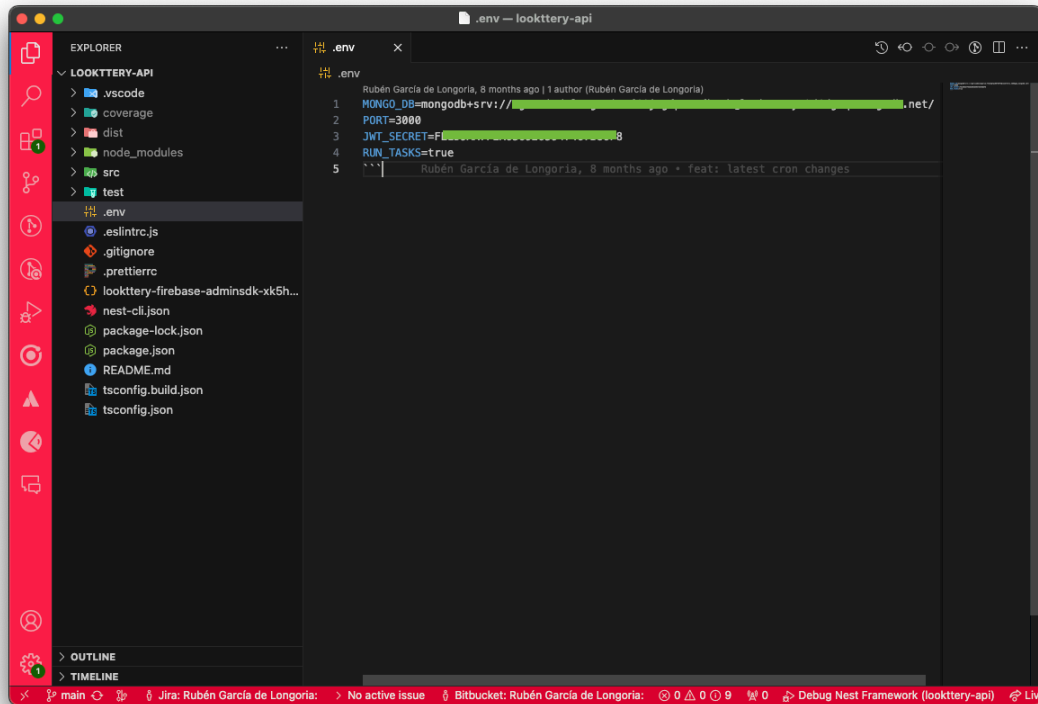 .env — lookttery-api
EXPLORER
LOOKTTERY-API
.vscode
coverage
dist
node_modules
src
test
.env
.eslintrc.js
.gitignore
.prettierrc
lookttery-firebase-adminsdk-xk5h...
nest-cli.json
package-lock.json
package.json
README.md
tsconfig.build.json
tsconfig.json
OUTLINE
TIMELINE
.env
.env
Rubén García de Longoria, 8 months ago | 1 author (Rubén García de Longoria)
1 MONGO_DB=mongodb+srv:// .net/
2 PORT=3000
3 JWT_SECRET=F 8
4 RUN_TASKS=true
5 ``` Rubén García de Longoria, 8 months ago • feat: latest cron changes
1
1
main Jira: Rubén García de Longoria: No active issue Bitbucket: Rubén García de Longoria: 0 0 9 0 Debug Nest Framework (lookttery-api) Liv